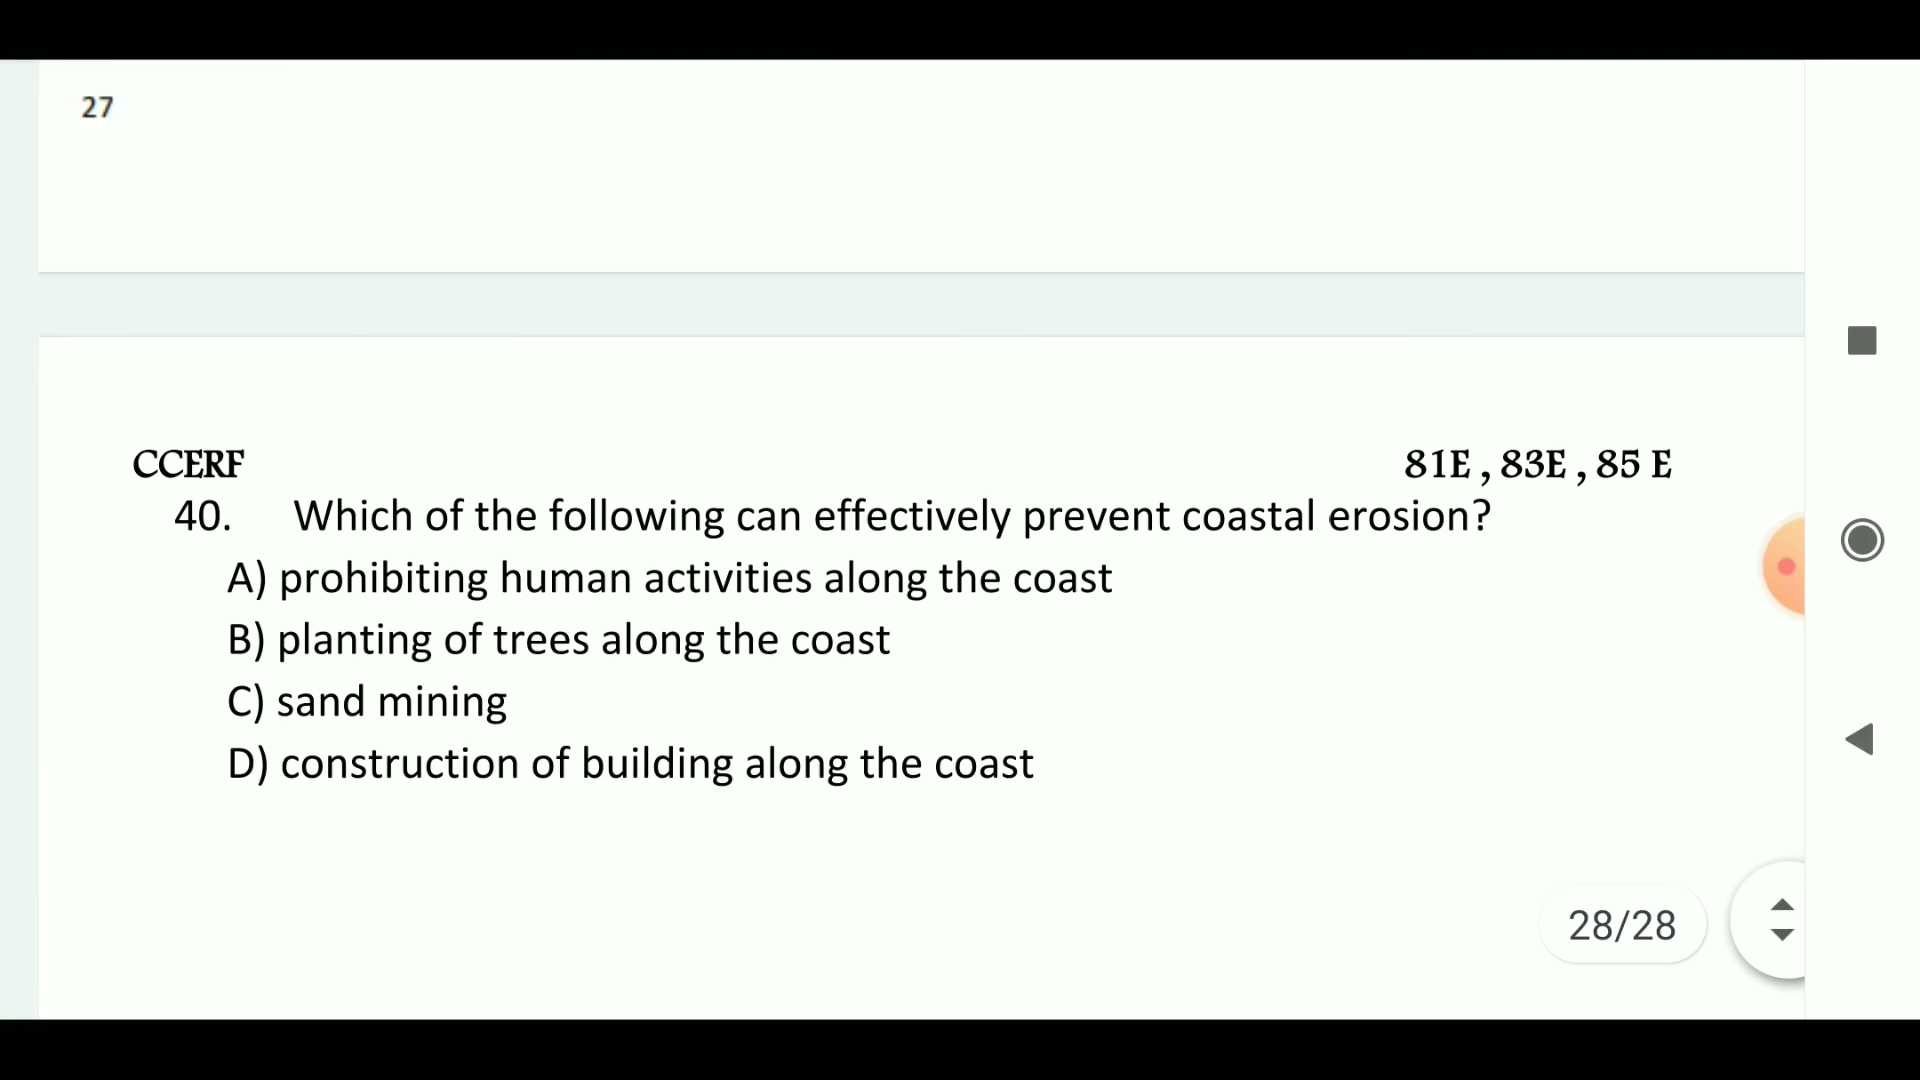 27
CCERF 81E , 83E , 85 E
40. Which of the following can effectively prevent coastal erosion?
A) prohibiting human activities along the coast
B) planting of trees along the coast
C) sand mining
D) construction of building along the coast
28/28